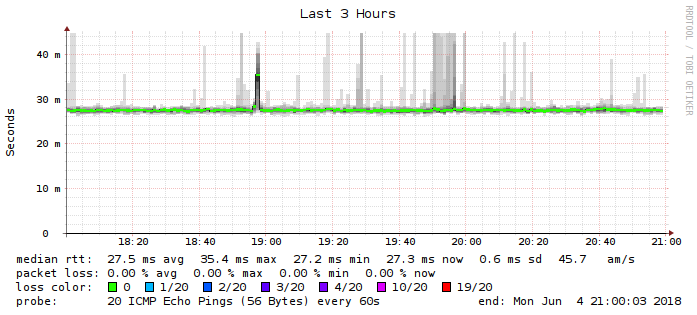 Last 3 Hours
RRDTOOL / TOBI OETIKER
Seconds
40 m
30 m
20 m
10 m
0
18:20 18:40 19:00 19:20 19:40 20:00 20:20 20:40 21:00
median rtt: 27.5 ms avg 35.4 ms max 27.2 ms min 27.3 ms now 0.6 ms sd 45.7 am/s
packet loss: 0.00 % avg 0.00 % max 0.00 % min 0.00 % now
loss color: 0 1/20 2/20 3/20 4/20 10/20 19/20
probe: 20 ICMP Echo Pings (56 Bytes) every 60s end: Mon Jun 4 21:00:03 2018